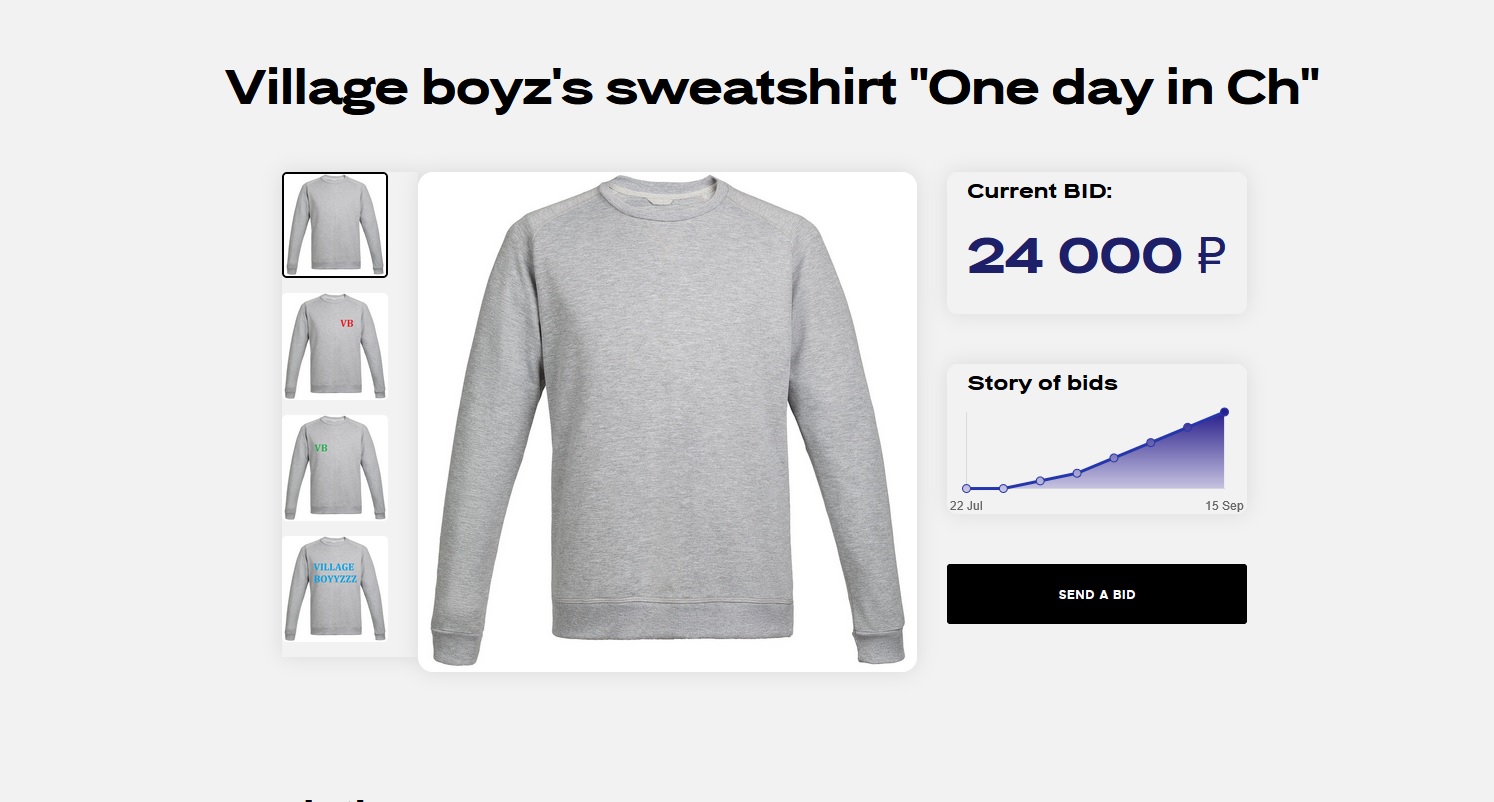 Village boyz's sweatshirt "One day in Ch"
VB
VB
VILLAGE
BOYYZZZ
Current BID:
24 000 ₽
Story of bids
22 Jul
15 Sep
SEND A BID